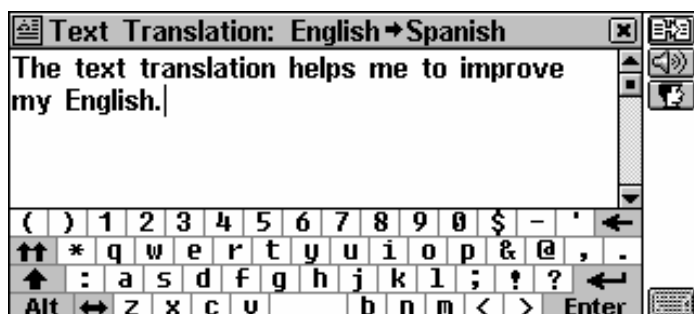 Text Translation: English→Spanish
The text translation helps me to improve
my English.
( ) 1 2 3 4 5 6 7 8 9 0 $ - '
* q w e r t y u i o p & @ , .
: a s d f g h j k l ; ! ?
Alt z x c v b n m < > Enter